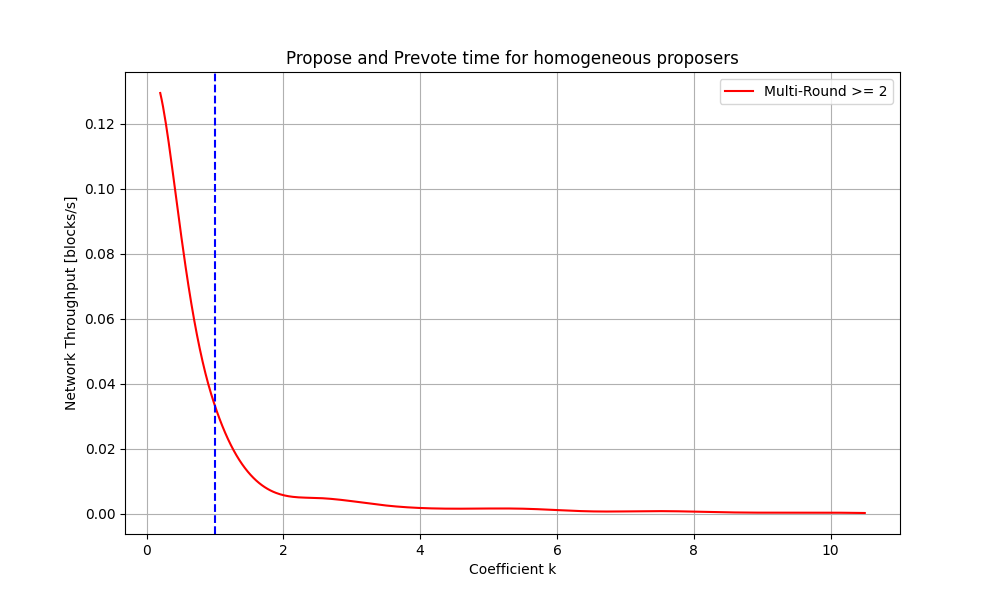 Propose and Prevote time for homogeneous proposers
Multi-Round >= 2
Network Throughput [blocks/s]
0.12
0.10
0.08
0.06
0.04
0.02
0.00
0 2 4 6 8 10
Coefficient k